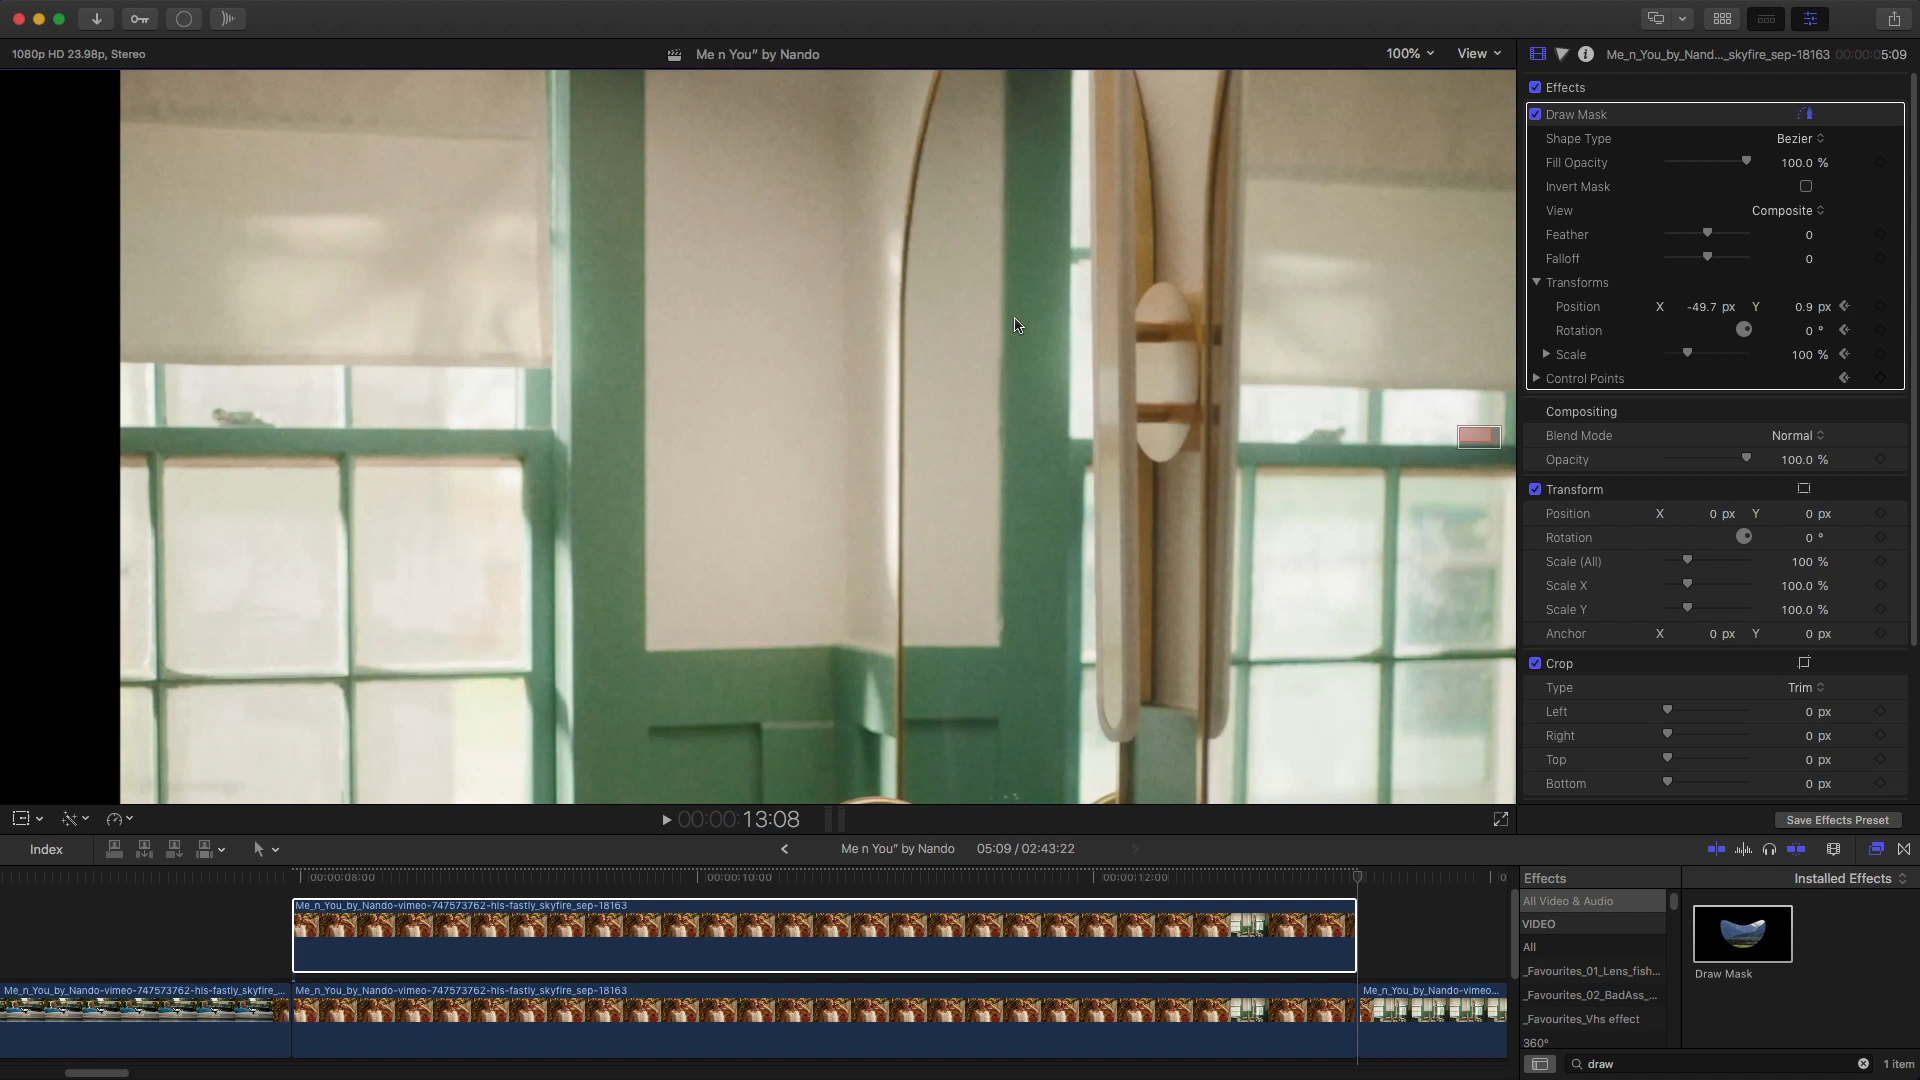 1080p HD 23.98p, Stereo
Me n You" by Nando
100%
View
Me_n_You_by_Nand..._skyfire_sep-18163
00:00:05:09
Effects
Draw Mask
Shape Type Bezier
Fill Opacity 100.0 %
Invert Mask
View Composite
Feather 0
Falloff 0
Transforms
Position X -49.7 px Y 0.9 px
Rotation 0 °
Scale 100 %
Control Points
Compositing
Blend Mode Normal
Opacity 100.0 %
Transform
Position X 0 px Y 0 px
Rotation 0 °
Scale (All) 100 %
Scale X 100.0 %
Scale Y 100.0 %
Anchor X 0 px Y 0 px
Crop
Type Trim
Left 0 px
Right 0 px
Top 0 px
Bottom 0 px
00:00:13:08
Save Effects Preset
Index
Me n You" by Nando
05:09 / 02:43:22
00:00:08:00
00:00:10:00
00:00:12:00
Me_n_You_by_Nando-vimeo-747573762-hls-fastly_skyfire_sep-18163
Me_n_You_by_Nando-vimeo-747573762-hls-fastly_skyfire_...
Me_n_You_by_Nando-vimeo-747573762-hls-fastly_skyfire_sep-18163
Me_n_You_by_Nando-vimeo...
Effects
Installed Effects
All Video & Audio
VIDEO
All
_Favourites_01_Lens_fish...
_Favourites_02_BadAss_...
_Favourites_Vhs effect
360°
Draw Mask
draw
1 item